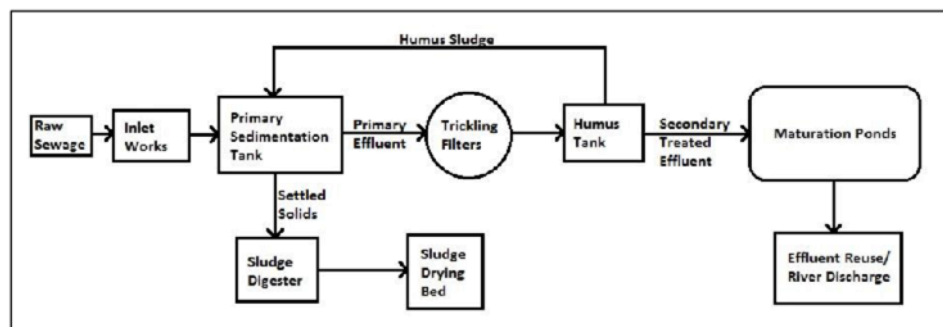 Humus Sludge
Raw
Sewage
Inlet
Works
Primary
Sedimentation
Tank
Primary
Effluent
Trickling
Filters
Humus
Tank
Secondary
Treated
Effluent
Maturation Ponds
Settled
Solids
Sludge
Digester
Sludge
Drying
Bed
Effluent Reuse/
River Discharge